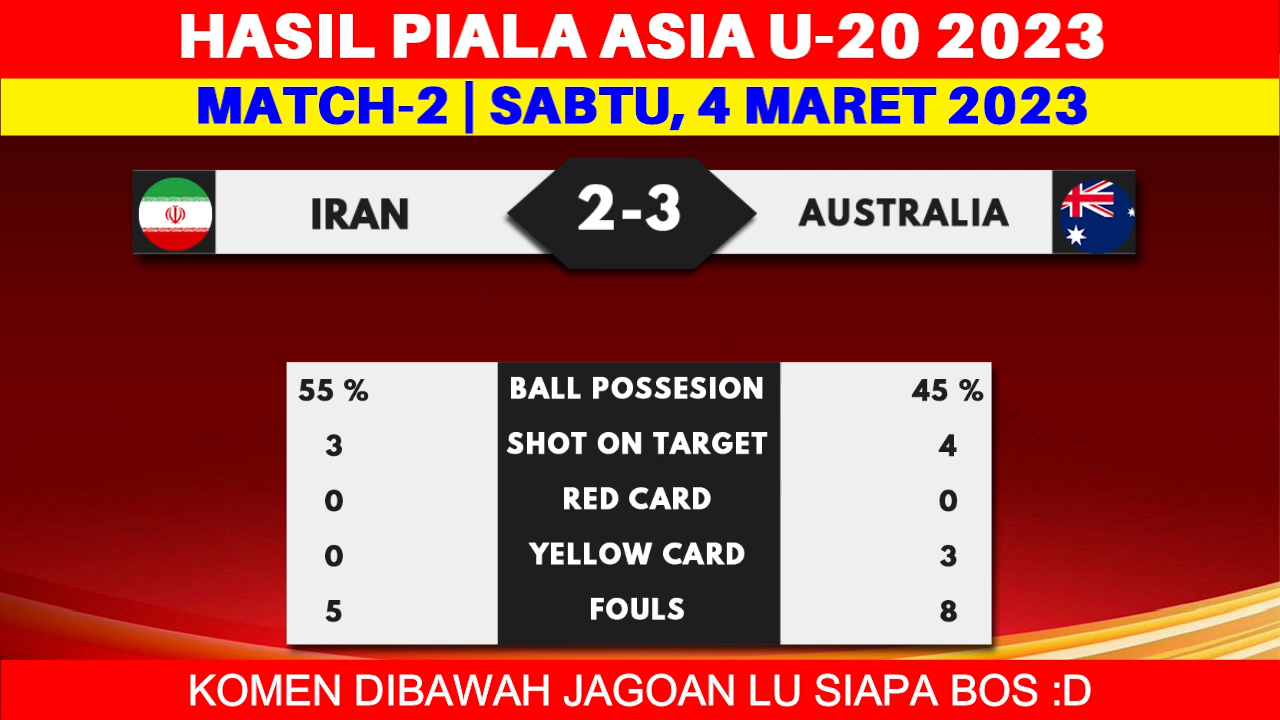 HASIL PIALA ASIA U-20 2023
MATCH-2 | SABTU, 4 MARET 2023
IRAN 2-3 AUSTRALIA
55 % BALL POSSESION 45 %
3 SHOT ON TARGET 4
0 RED CARD 0
0 YELLOW CARD 3
5 FOULS 8
KOMEN DIBAWAH JAGOAN LU SIAPA BOS :D